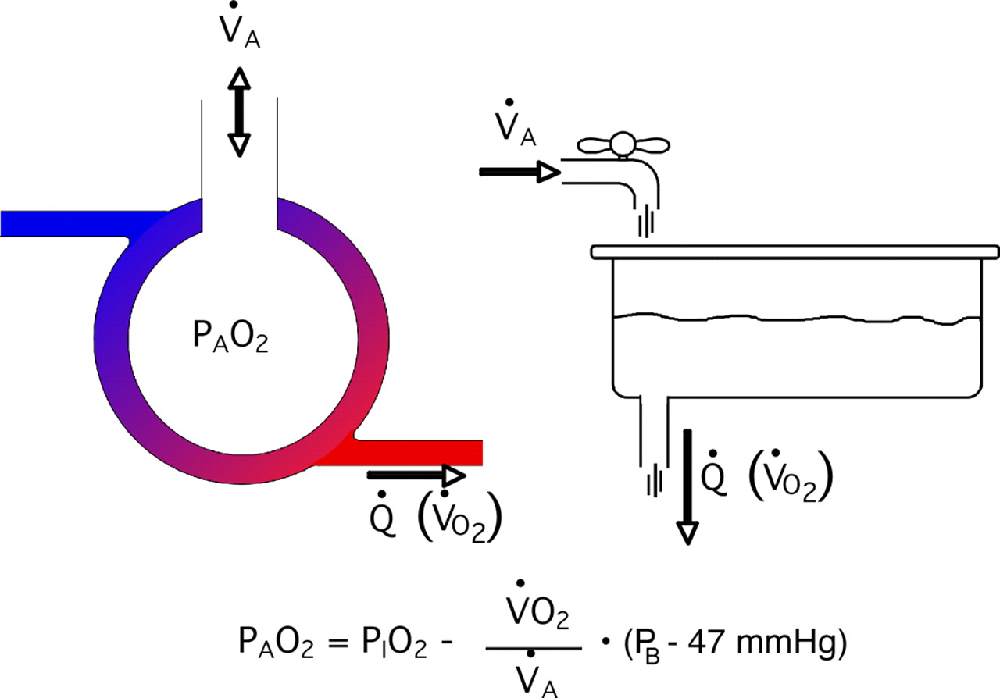 V̇A
V̇A
PAO2
Q̇ (V̇O2)
Q̇ (V̇O2)
PAO2 = PIO2 - V̇O2 / V̇A · (PB - 47 mmHg)